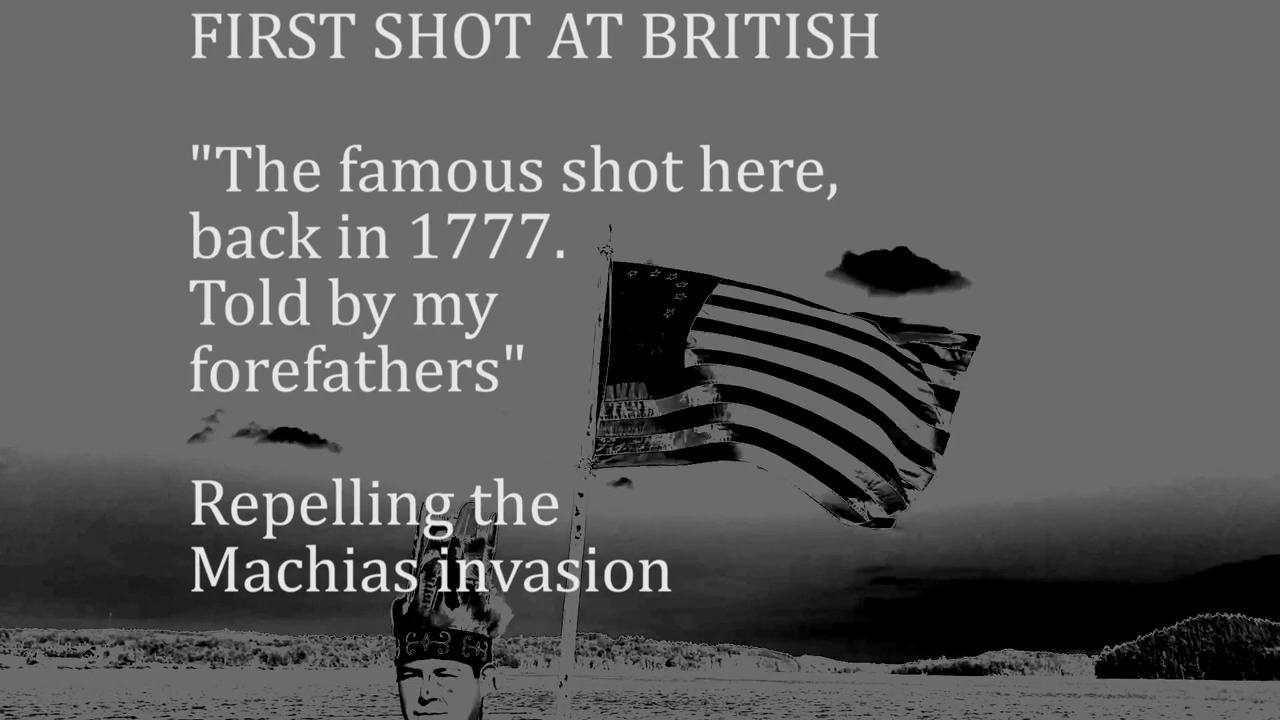 FIRST SHOT AT BRITISH
"The famous shot here,
back in 1777.
Told by my
forefathers"
Repelling the
Machias invasion